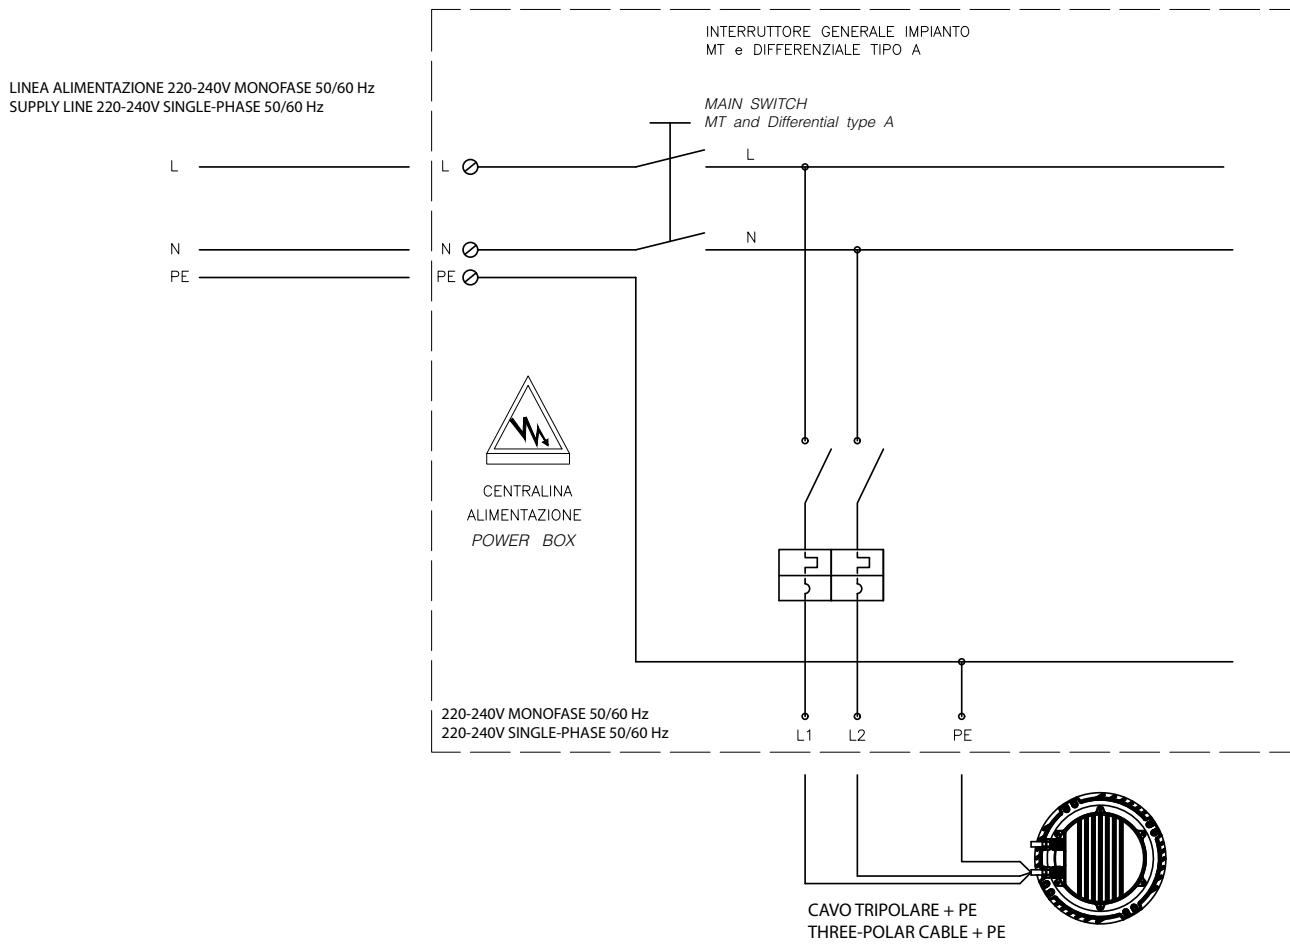 INTERRUTTORE GENERALE IMPIANTO
MT e DIFFERENZIALE TIPO A
LINEA ALIMENTAZIONE 220-240V MONOFASE 50/60 Hz
SUPPLY LINE 220-240V SINGLE-PHASE 50/60 Hz
MAIN SWITCH
MT and Differential type A
L
L
L
N
N
N
PE
PE
CENTRALINA
ALIMENTAZIONE
POWER BOX
220-240V MONOFASE 50/60 Hz
220-240V SINGLE-PHASE 50/60 Hz
L1
L2
PE
CAVO TRIPOLARE + PE
THREE-POLAR CABLE + PE